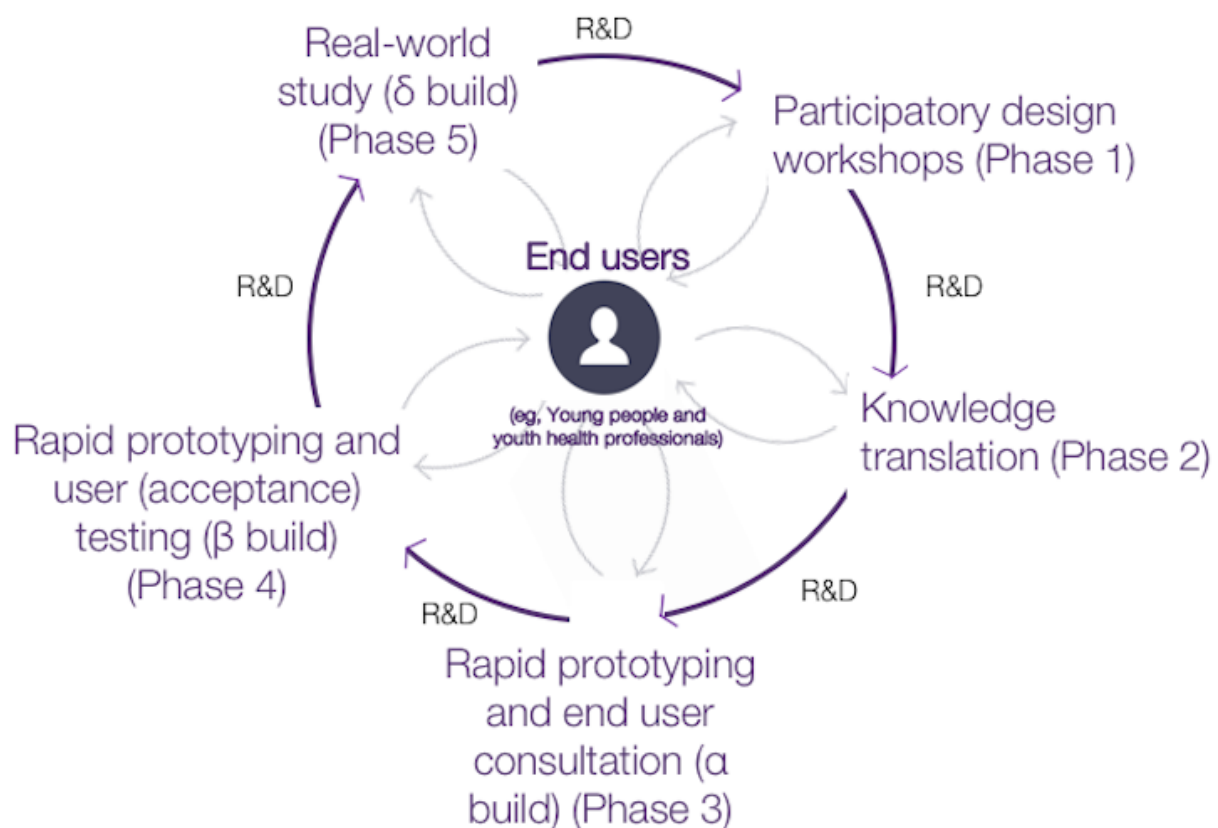 R&D
Real-world
study (δ build)
(Phase 5)
Participatory design
workshops (Phase 1)
End users
R&D
R&D
(eg, Young people and
youth health professionals)
Knowledge
translation (Phase 2)
Rapid prototyping and
user (acceptance)
testing (β build)
(Phase 4)
R&D
R&D
Rapid prototyping
and end user
consultation (α
build) (Phase 3)